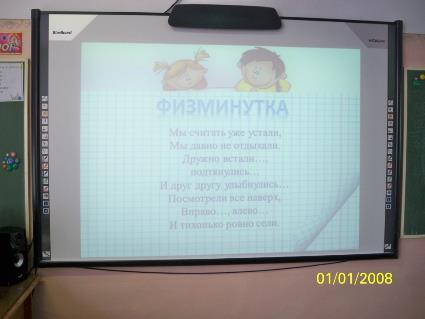 ФИЗМИНУТКА
Мы считать уже устали,
Мы давно не отдыхали.
Дружно встали…,
подтянулись…
И друг другу улыбнулись…
Посмотрели все наверх,
Вправо…, влево…
И тихонько ровно сели.
01/01/2008